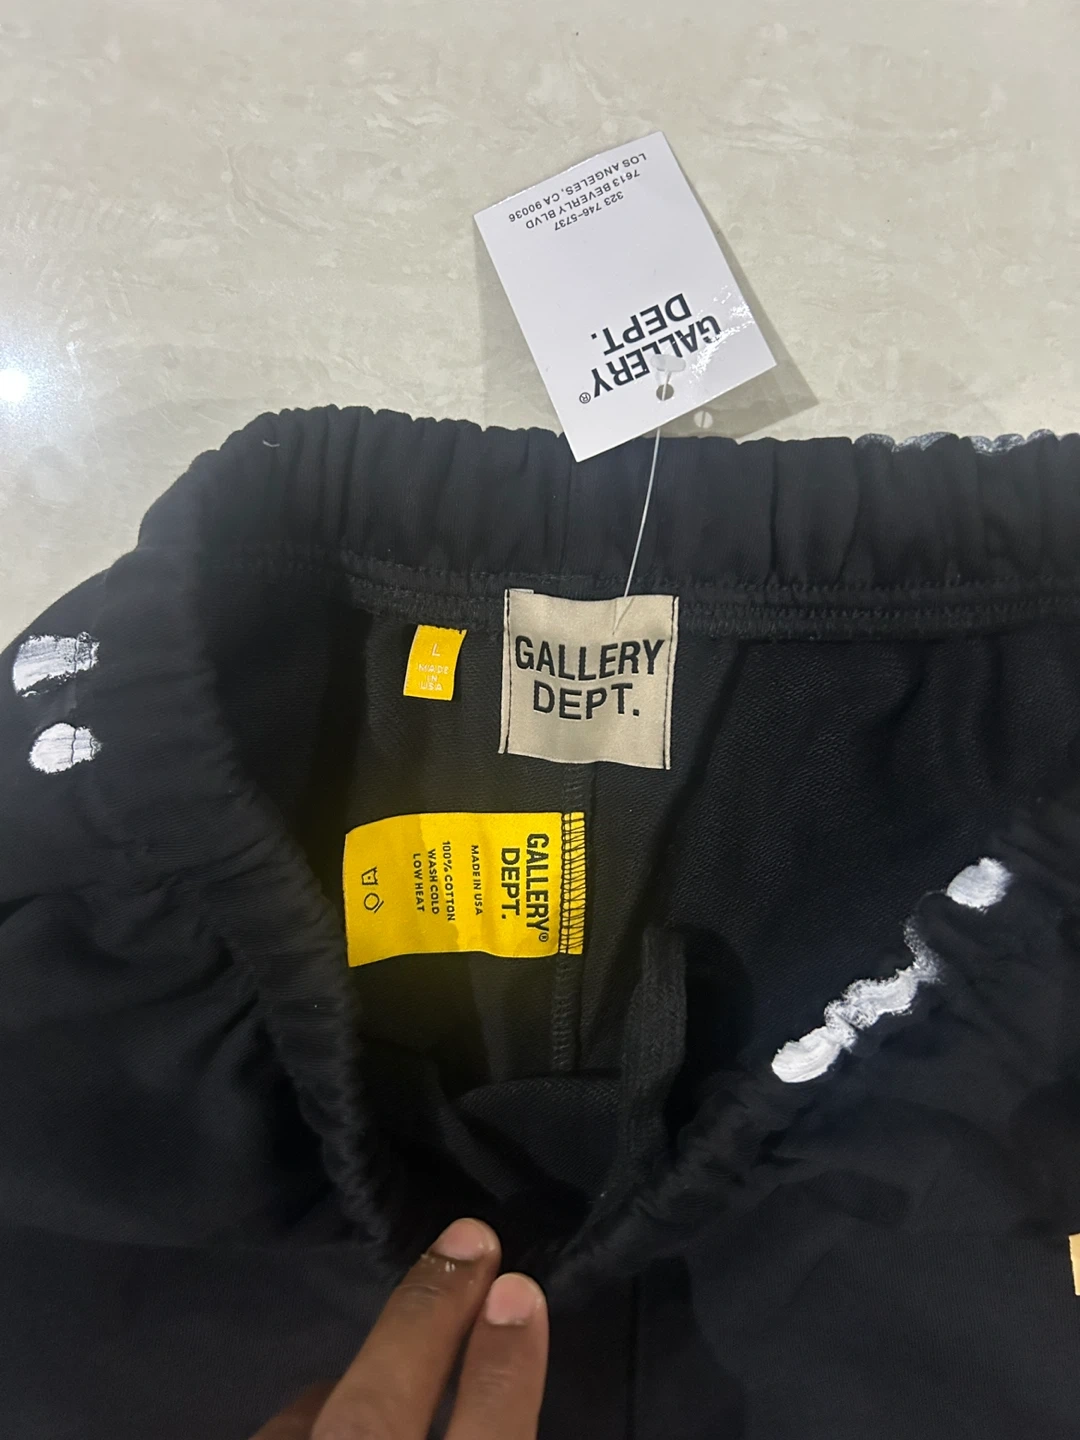 GALLERY
DEPT.
®
323 746-5737
7613 BEVERLY BLVD
LOS ANGELES, CA 90036
GALLERY
DEPT.
L
MADE
IN
USA
GALLERY®
DEPT.
MADE IN USA
100% COTTON
WASH COLD
LOW HEAT